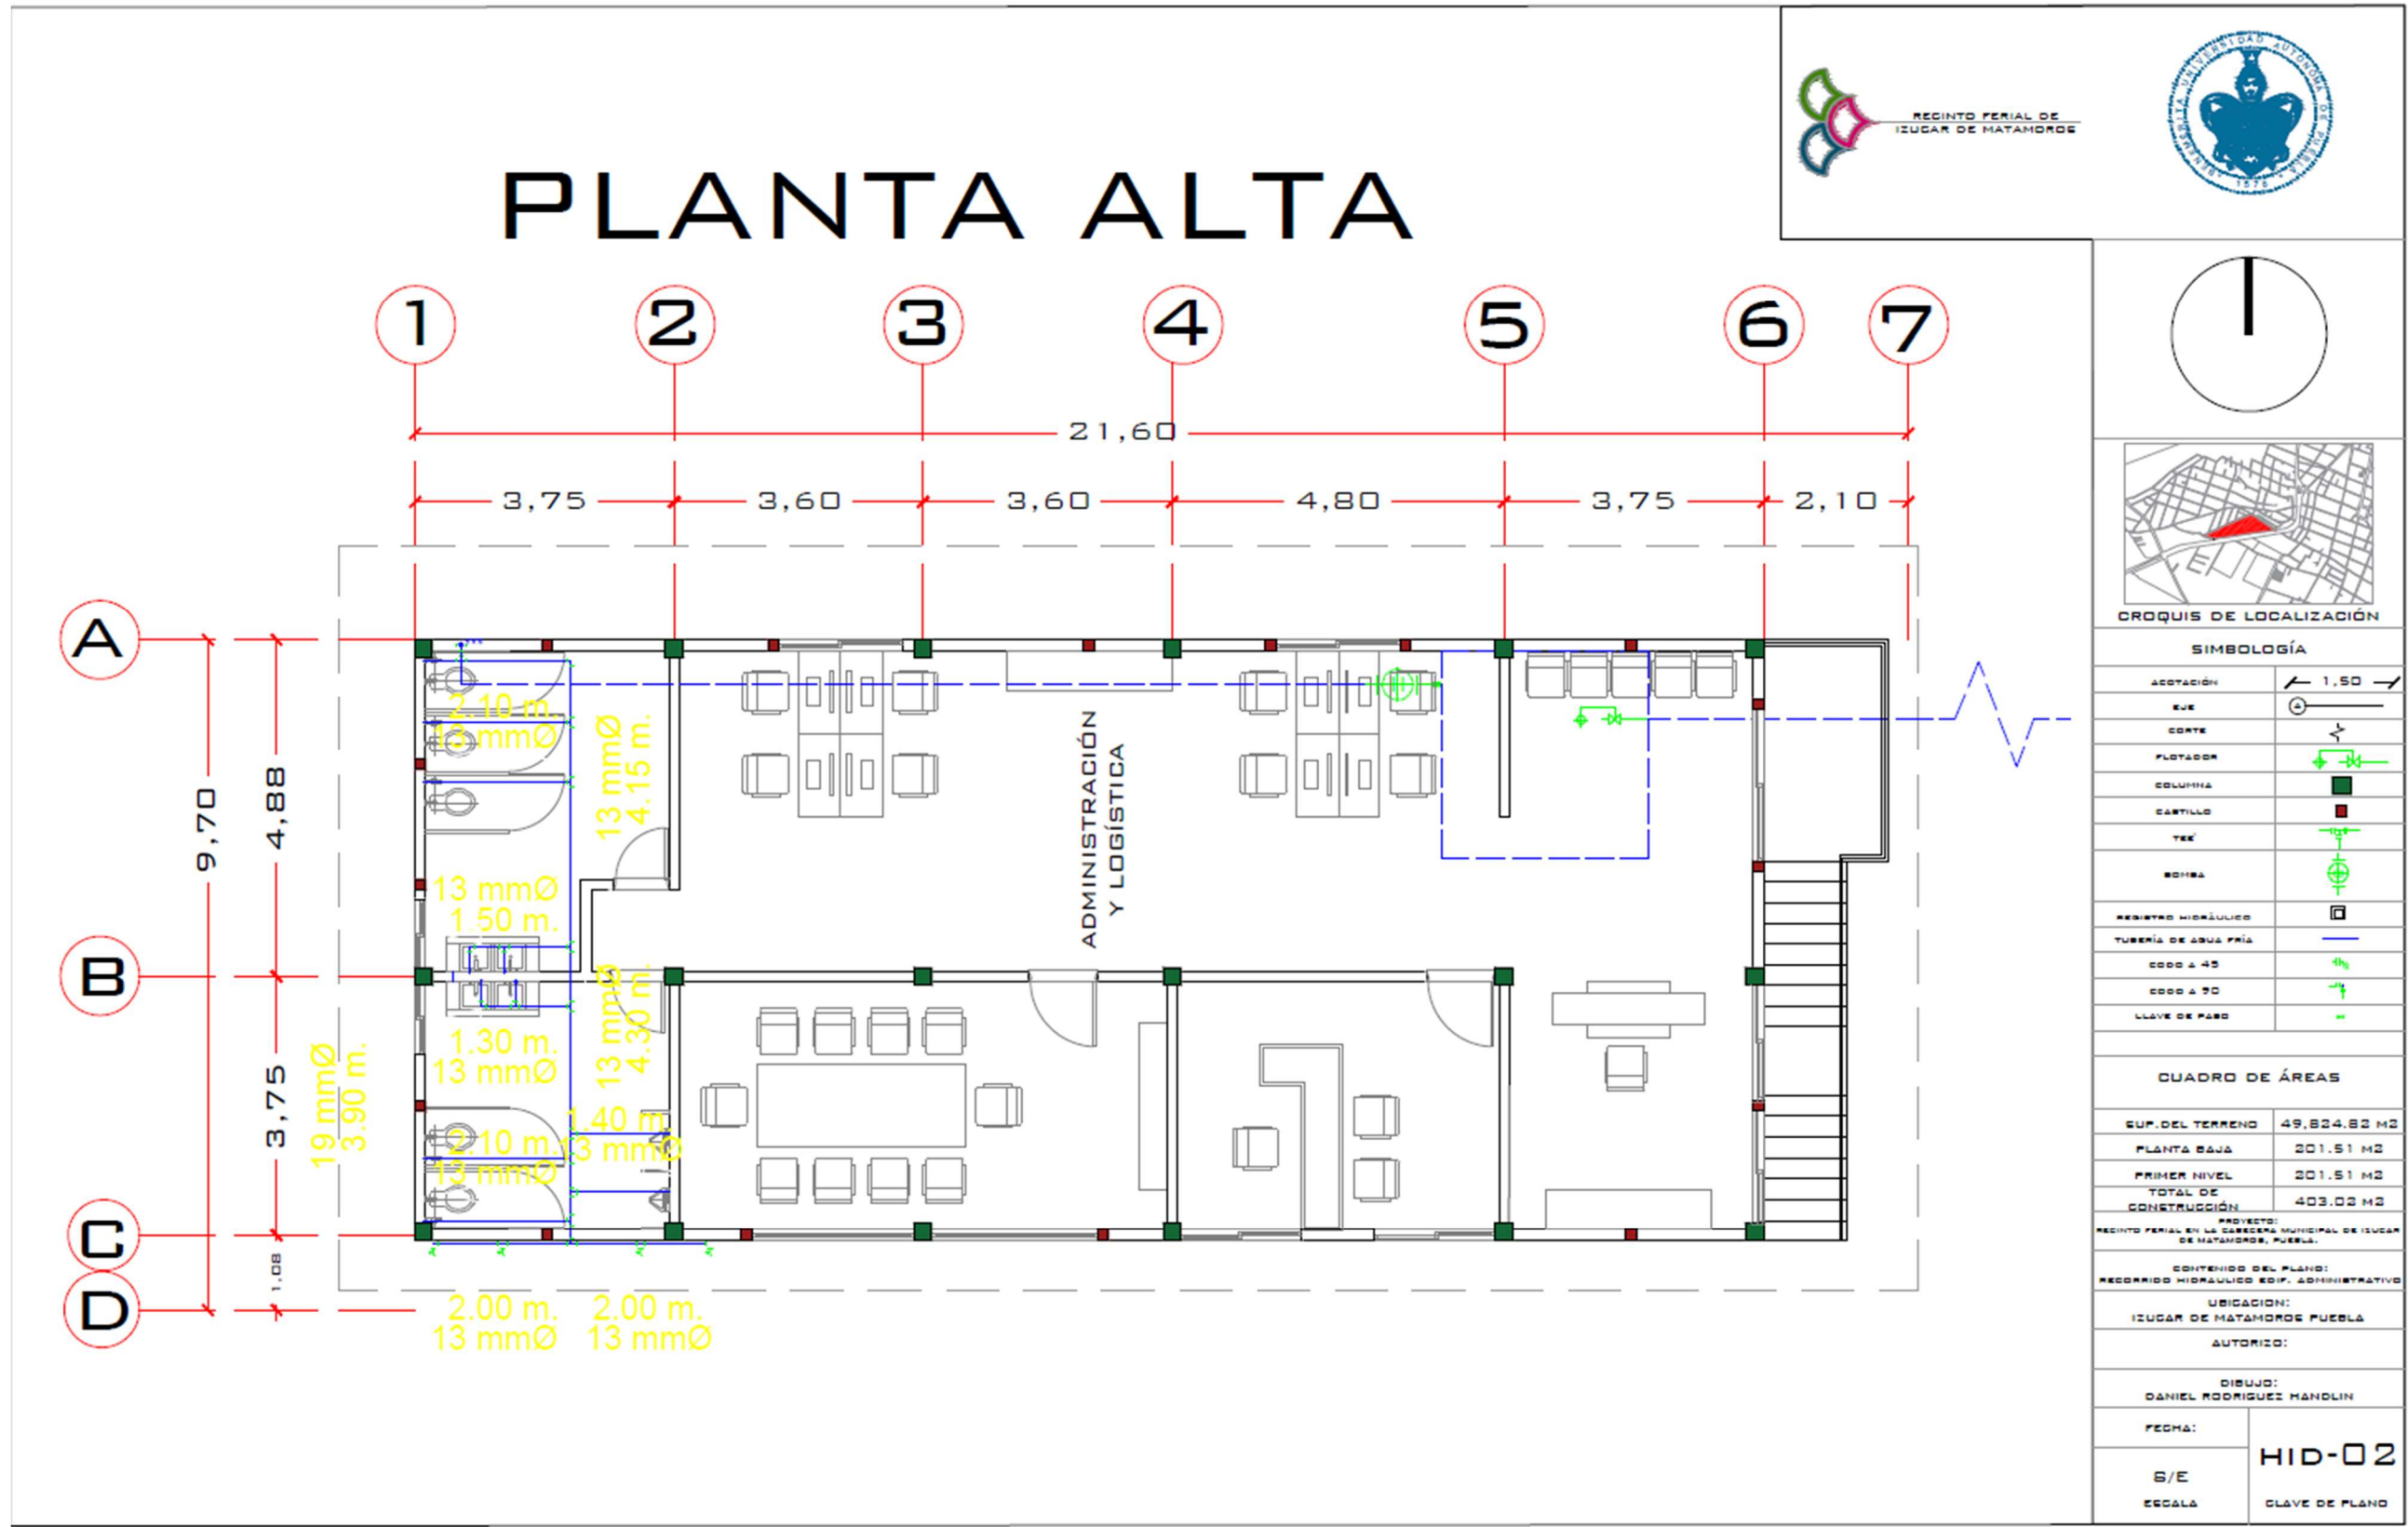 RECINTO FERIAL DE
IZUCAR DE MATAMOROS
BENEMERITA UNIVERSIDAD AUTÓNOMA DE PUEBLA
1578
PLANTA ALTA
1
2
3
4
5
6
7
21,60
3,75
3,60
3,60
4,80
3,75
2,10
A
B
C
D
9,70
4,88
3,75
1,08
2.10 m.
13 mmØ
13 mmØ
4.15 m.
13 mmØ
1.50 m.
13 mmØ
4.30 m.
1.30 m.
13 mmØ
19 mmØ
3.90 m.
1.40 m.
13 mmØ
2.10 m.
13 mmØ
2.00 m.
13 mmØ
2.00 m.
13 mmØ
ADMINISTRACIÓN
Y LOGÍSTICA
CROQUIS DE LOCALIZACIÓN
SIMBOLOGÍA
ACOTACIÓN
1,50
EJE
A
CORTE
FLOTADOR
COLUMNA
CASTILLO
TEE
BOMBA
REGISTRO HIDRÁULICO
TUBERÍA DE AGUA FRÍA
CODO A 45
CODO A 90
LLAVE DE PASO
CUADRO DE ÁREAS
SUP.DEL TERRENO 49,824.82 M2
PLANTA BAJA 201.51 M2
PRIMER NIVEL 201.51 M2
TOTAL DE
CONSTRUCCIÓN 403.02 M2
PROYECTO:
RECINTO FERIAL EN LA CABECERA MUNICIPAL DE IZUCAR
DE MATAMOROS, PUEBLA.
CONTENIDO DEL PLANO:
RECORRIDO HIDRAULICO EDIF. ADMINISTRATIVO
UBICACION:
IZUCAR DE MATAMOROS PUEBLA
AUTORIZO:
DIBUJO:
DANIEL RODRIGUEZ HANDLIN
FECHA:
S/E
ESCALA
HID-02
CLAVE DE PLANO